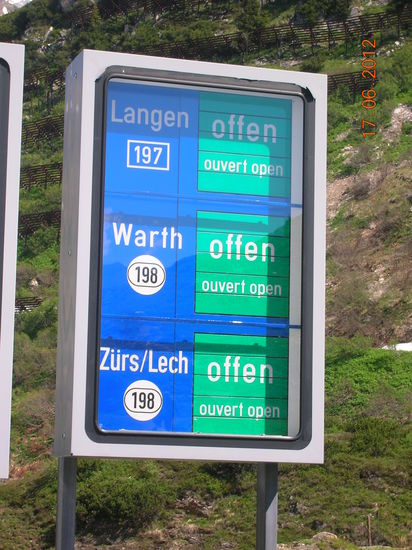 Langen
197
offen
ouvert open
Warth
198
offen
ouvert open
Zürs/Lech
198
offen
ouvert open
17 06 2012